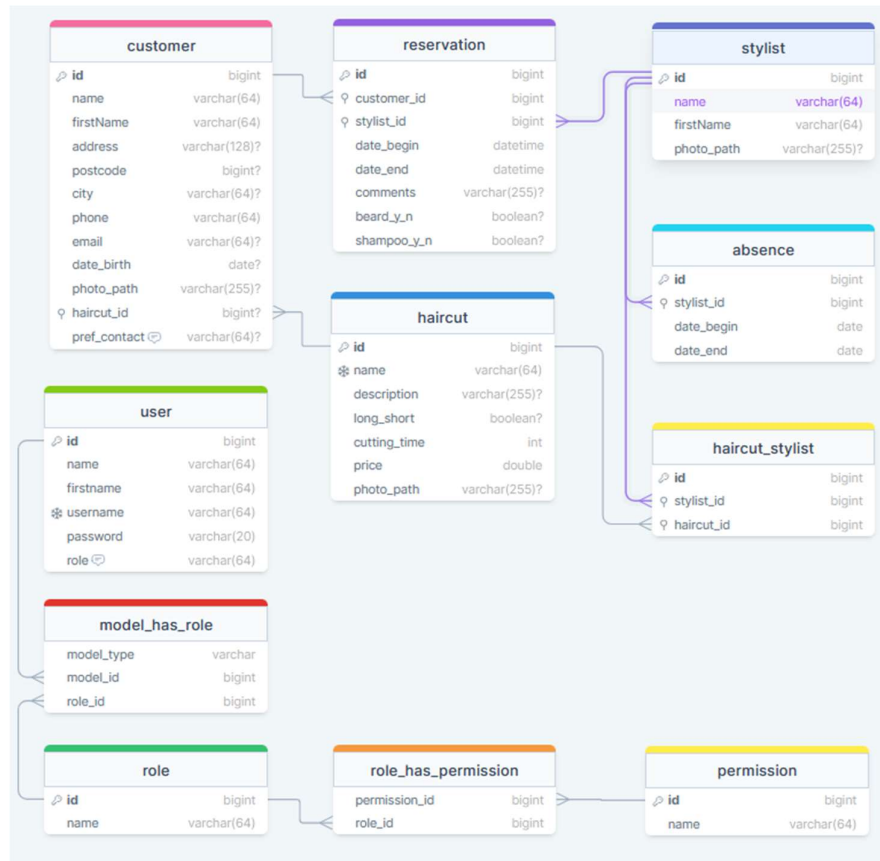 customer
id bigint
name varchar(64)
firstName varchar(64)
address varchar(128)?
postcode bigint?
city varchar(64)?
phone varchar(64)
email varchar(64)?
date_birth date?
photo_path varchar(255)?
haircut_id bigint?
pref_contact varchar(64)?
reservation
id bigint
customer_id bigint
stylist_id bigint
date_begin datetime
date_end datetime
comments varchar(255)?
beard_y_n boolean?
shampoo_y_n boolean?
stylist
id bigint
name varchar(64)
firstName varchar(64)
photo_path varchar(255)?
absence
id bigint
stylist_id bigint
date_begin date
date_end date
haircut
id bigint
name varchar(64)
description varchar(255)?
long_short boolean?
cutting_time int
price double
photo_path varchar(255)?
user
id bigint
name varchar(64)
firstname varchar(64)
username varchar(64)
password varchar(20)
role varchar(64)
haircut_stylist
id bigint
stylist_id bigint
haircut_id bigint
model_has_role
model_type varchar
model_id bigint
role_id bigint
role
id bigint
name varchar(64)
role_has_permission
permission_id bigint
role_id bigint
permission
id bigint
name varchar(64)